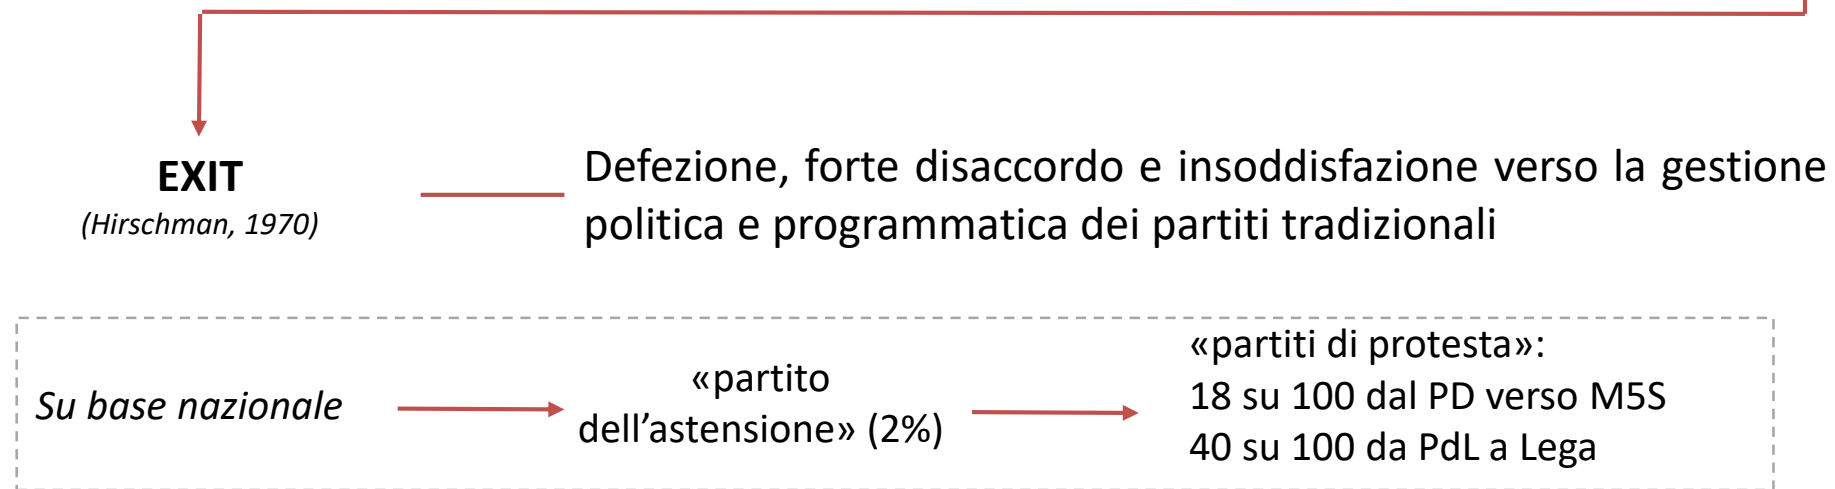 EXIT
(Hirschman, 1970)
Defezione, forte disaccordo e insoddisfazione verso la gestione
politica e programmatica dei partiti tradizionali
Su base nazionale
«partito
dell’astensione» (2%)
«partiti di protesta»:
18 su 100 dal PD verso M5S
40 su 100 da PdL a Lega